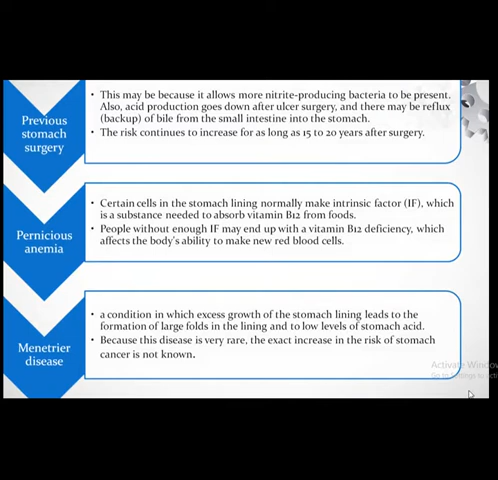 Previous
stomach
surgery
• This may be because it allows more nitrite-producing bacteria to be present.
Also, acid production goes down after ulcer surgery, and there may be reflux
(backup) of bile from the small intestine into the stomach.
• The risk continues to increase for as long as 15 to 20 years after surgery.
Pernicious
anemia
• Certain cells in the stomach lining normally make intrinsic factor (IF), which
is a substance needed to absorb vitamin B12 from foods.
• People without enough IF may end up with a vitamin B12 deficiency, which
affects the body's ability to make new red blood cells.
Menetrier
disease
• a condition in which excess growth of the stomach lining leads to the
formation of large folds in the lining and to low levels of stomach acid.
• Because this disease is very rare, the exact increase in the risk of stomach
cancer is not known.
Activate Window
Go to Settings to acti